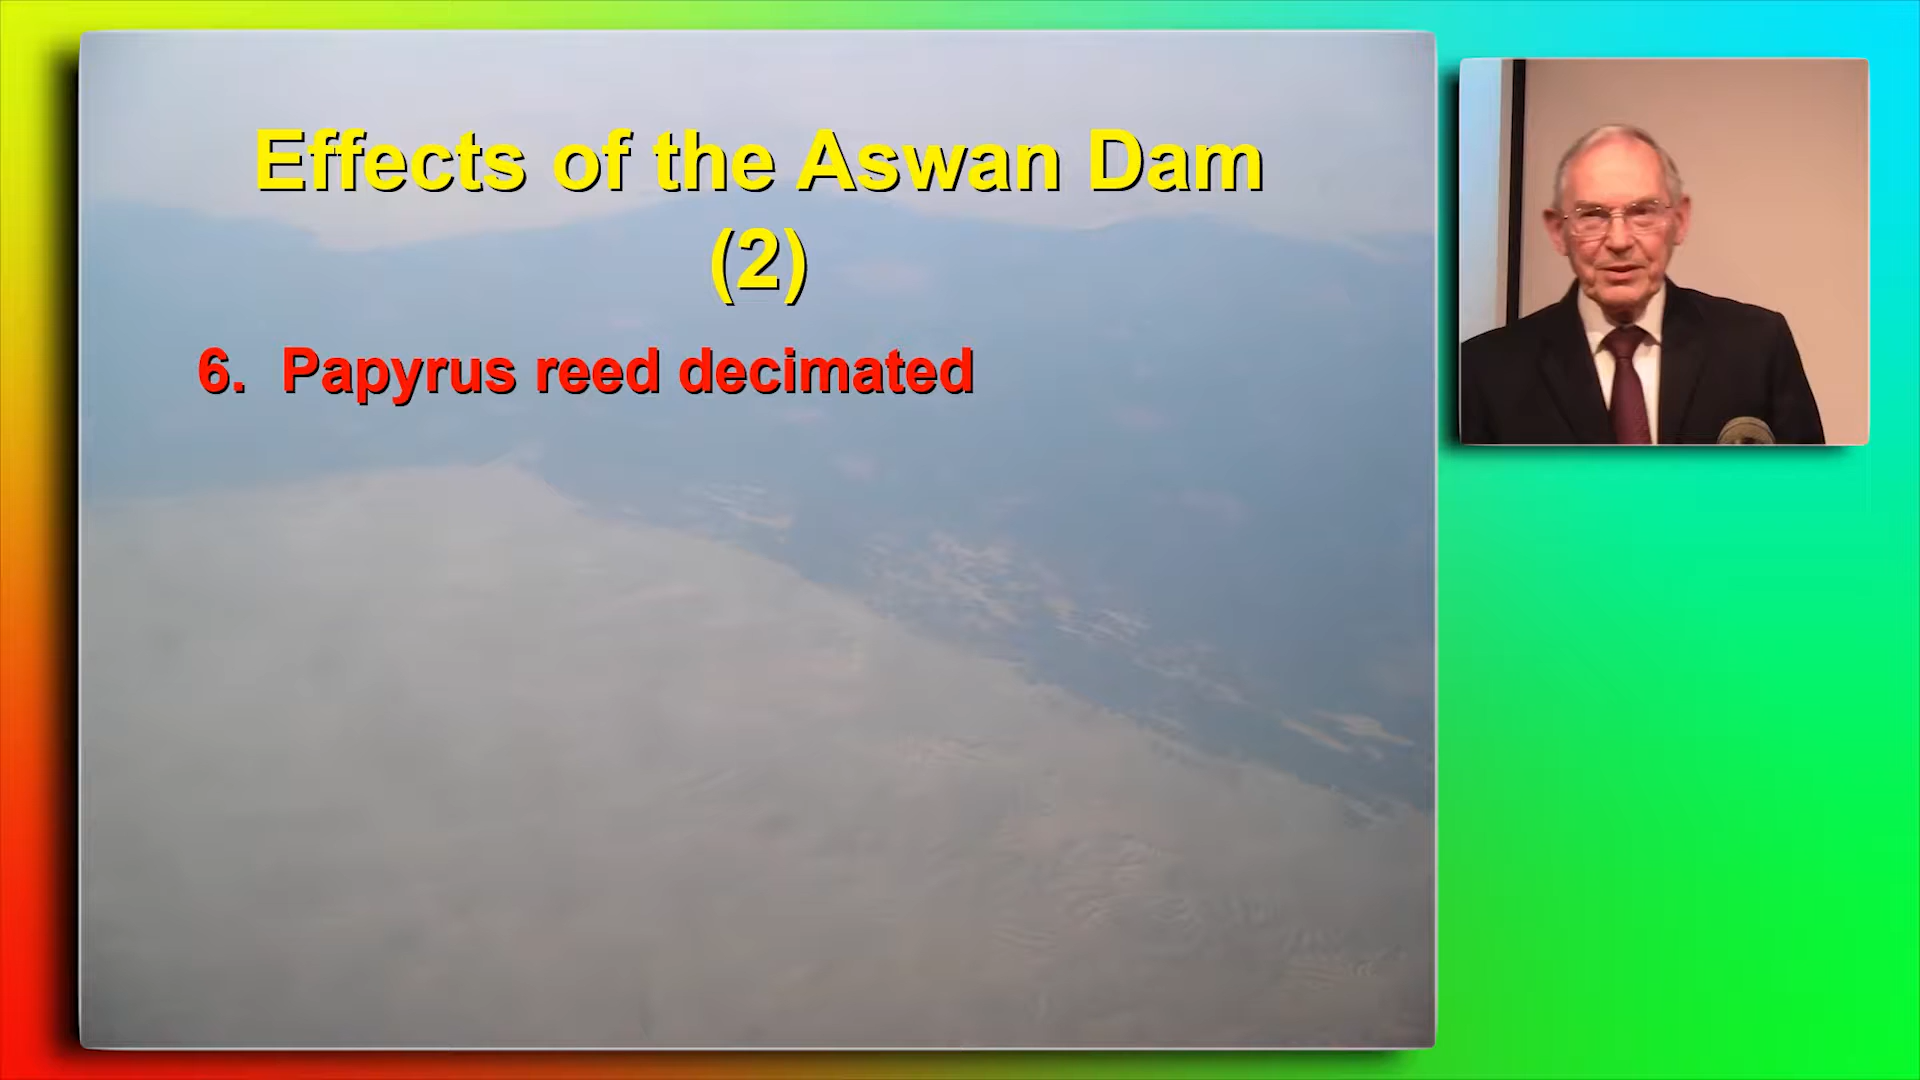 Effects of the Aswan Dam
(2)
6. Papyrus reed decimated